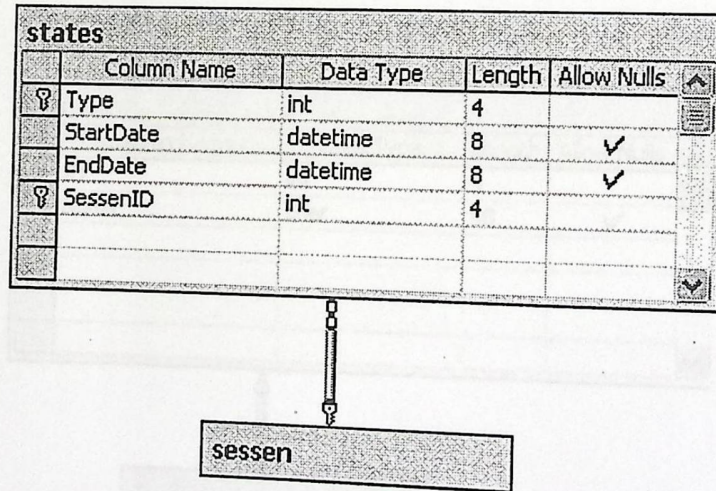 states
Column Name Data Type Length Allow Nulls
Type int 4
StartDate datetime 8
EndDate datetime 8
SessenID int 4
sessen